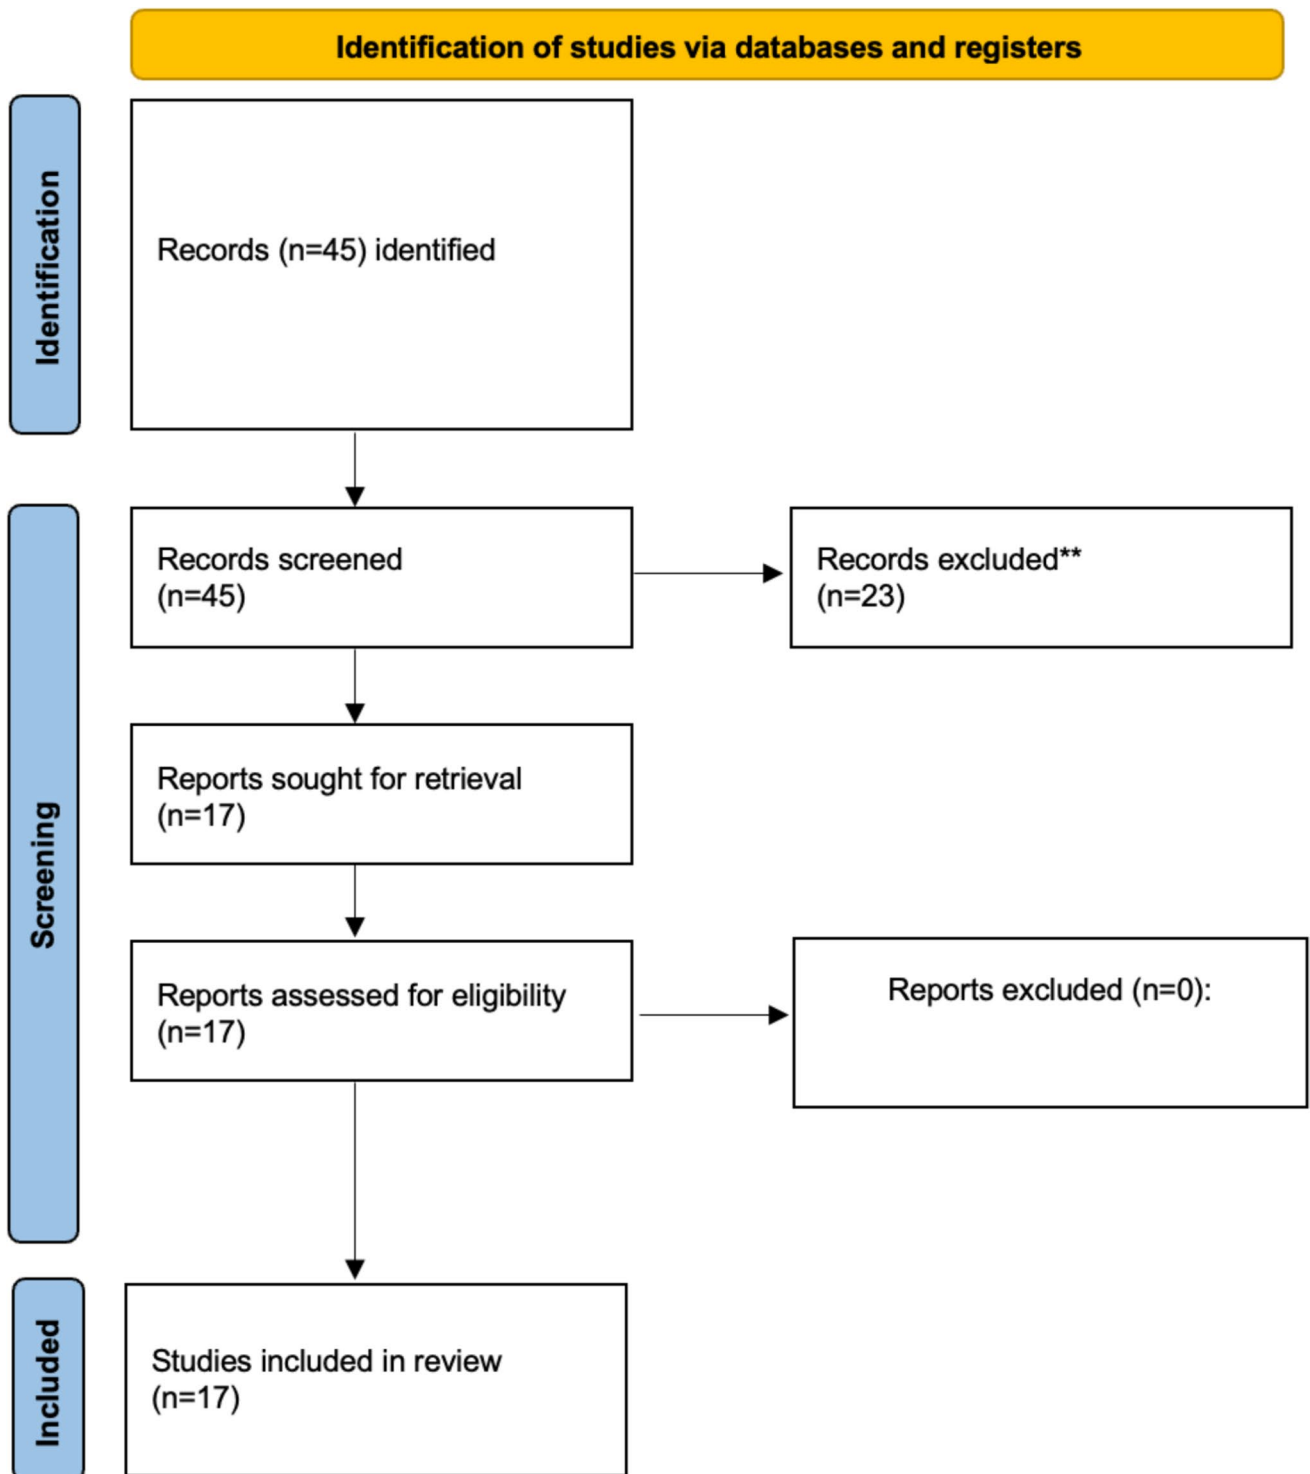 Identification of studies via databases and registers
Identification
Records (n=45) identified
Screening
Records screened
(n=45)
Records excluded**
(n=23)
Reports sought for retrieval
(n=17)
Reports assessed for eligibility
(n=17)
Reports excluded (n=0):
Included
Studies included in review
(n=17)